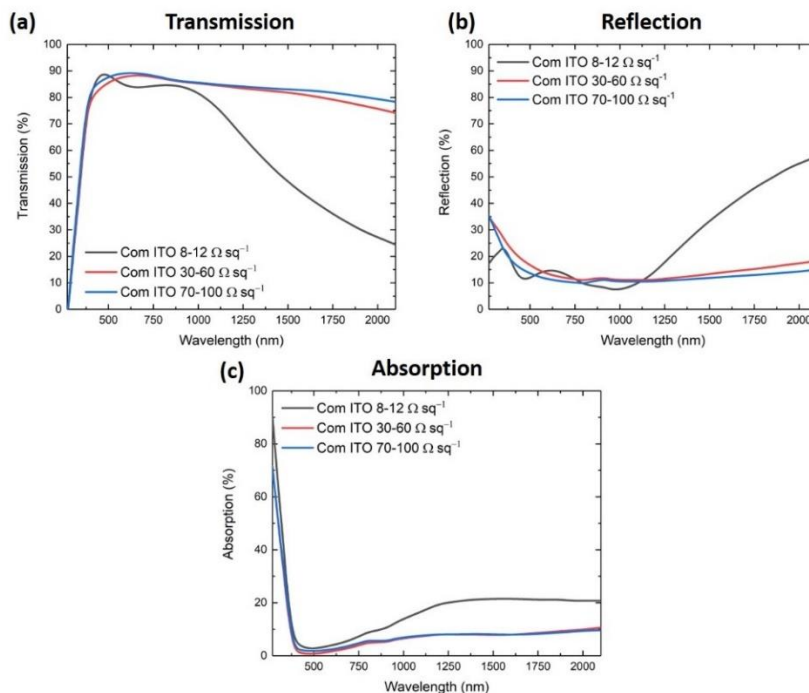 (a) Transmission
100
90
80
70
60
50
40
30
20
10
0
Transmission (%)
Com ITO 8-12 Ω sq⁻¹
Com ITO 30-60 Ω sq⁻¹
Com ITO 70-100 Ω sq⁻¹
500 750 1000 1250 1500 1750 2000
Wavelength (nm)
(b) Reflection
100
90
80
70
60
50
40
30
20
10
0
Reflection (%)
Com ITO 8-12 Ω sq⁻¹
Com ITO 30-60 Ω sq⁻¹
Com ITO 70-100 Ω sq⁻¹
500 750 1000 1250 1500 1750 2000
Wavelength (nm)
(c) Absorption
100
80
60
40
20
0
Absorption (%)
Com ITO 8-12 Ω sq⁻¹
Com ITO 30-60 Ω sq⁻¹
Com ITO 70-100 Ω sq⁻¹
500 750 1000 1250 1500 1750 2000
Wavelength (nm)